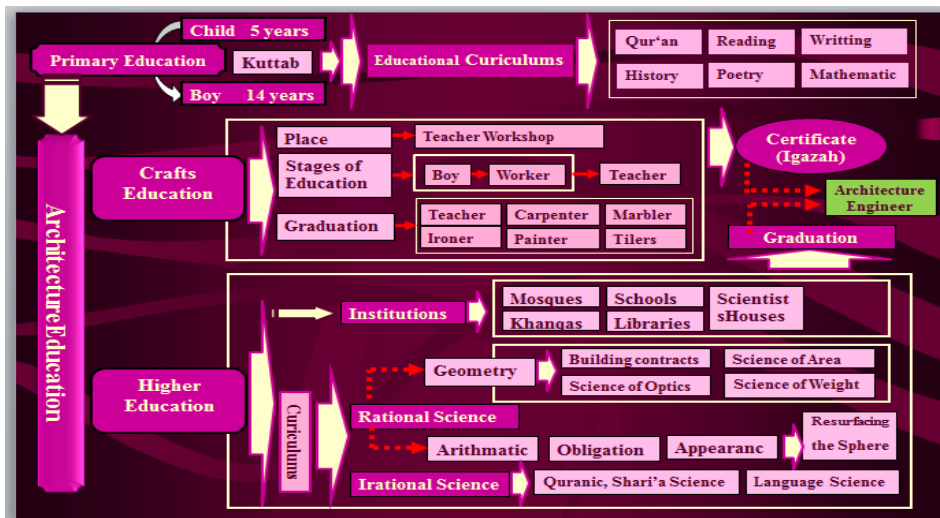 Child 5 years
Primary Education
Kuttab
Boy 14 years
Educational Curiculums
Qur‘an
Reading
Writting
History
Poetry
Mathematic
Architecture Education
Crafts
Education
Place
Teacher Workshop
Stages of
Education
Boy
Worker
Teacher
Graduation
Teacher
Carpenter
Marbler
Ironer
Painter
Tilers
Certificate
(Igazah)
Architecture
Engineer
Graduation
Higher
Education
Institutions
Mosques
Schools
Scientist
sHouses
Khangas
Libraries
Curiculums
Geometry
Building contracts
Science of Area
Science of Optics
Science of Weight
Rational Science
Arithmatic
Obligation
Appearanc
Resurfacing
the Sphere
Irational Science
Quranic, Shari’a Science
Language Science